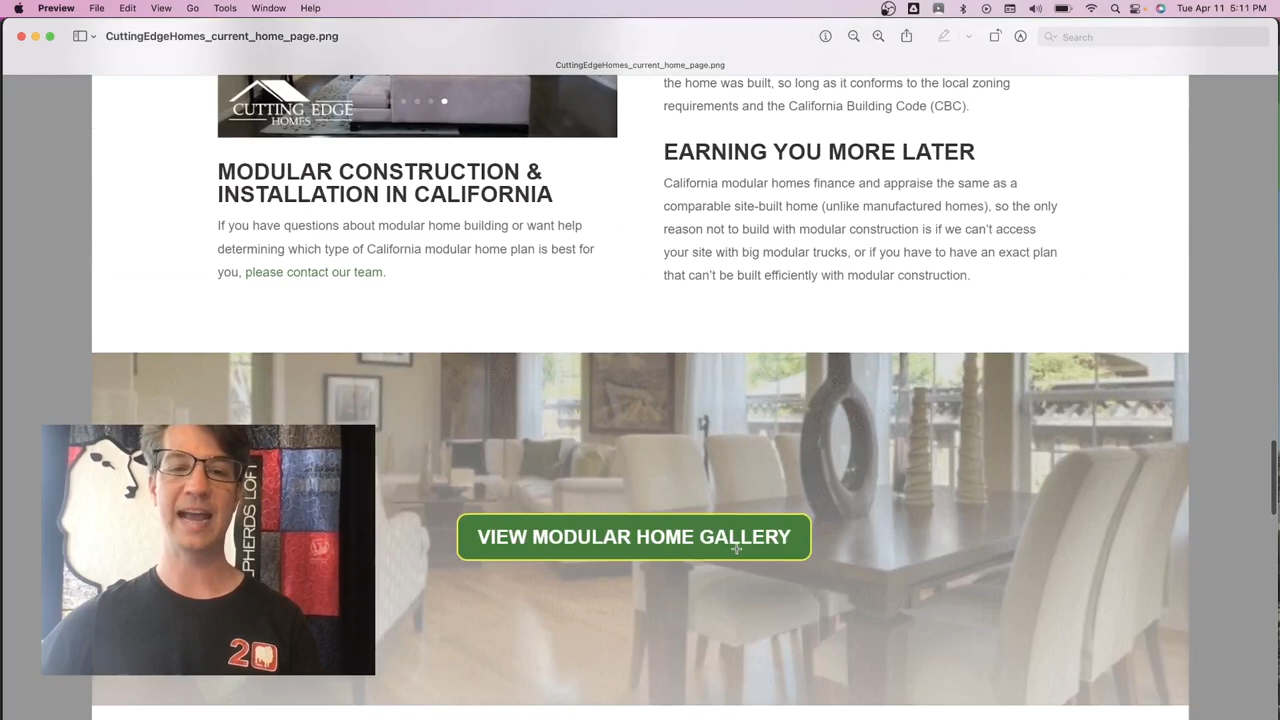 Preview File Edit View Go Tools Window Help
Tue Apr 11 5:11 PM
CuttingEdgeHomes_current_home_page.png
Search
CuttingEdgeHomes_current_home_page.png
CUTTING EDGE
HOMES
MODULAR CONSTRUCTION &
INSTALLATION IN CALIFORNIA
If you have questions about modular home building or want help
determining which type of California modular home plan is best for
you, please contact our team.
the home was built, so long as it conforms to the local zoning
requirements and the California Building Code (CBC).
EARNING YOU MORE LATER
California modular homes finance and appraise the same as a
comparable site-built home (unlike manufactured homes), so the only
reason not to build with modular construction is if we can’t access
your site with big modular trucks, or if you have to have an exact plan
that can’t be built efficiently with modular construction.
VIEW MODULAR HOME GALLERY
PHERDS LOFT
20